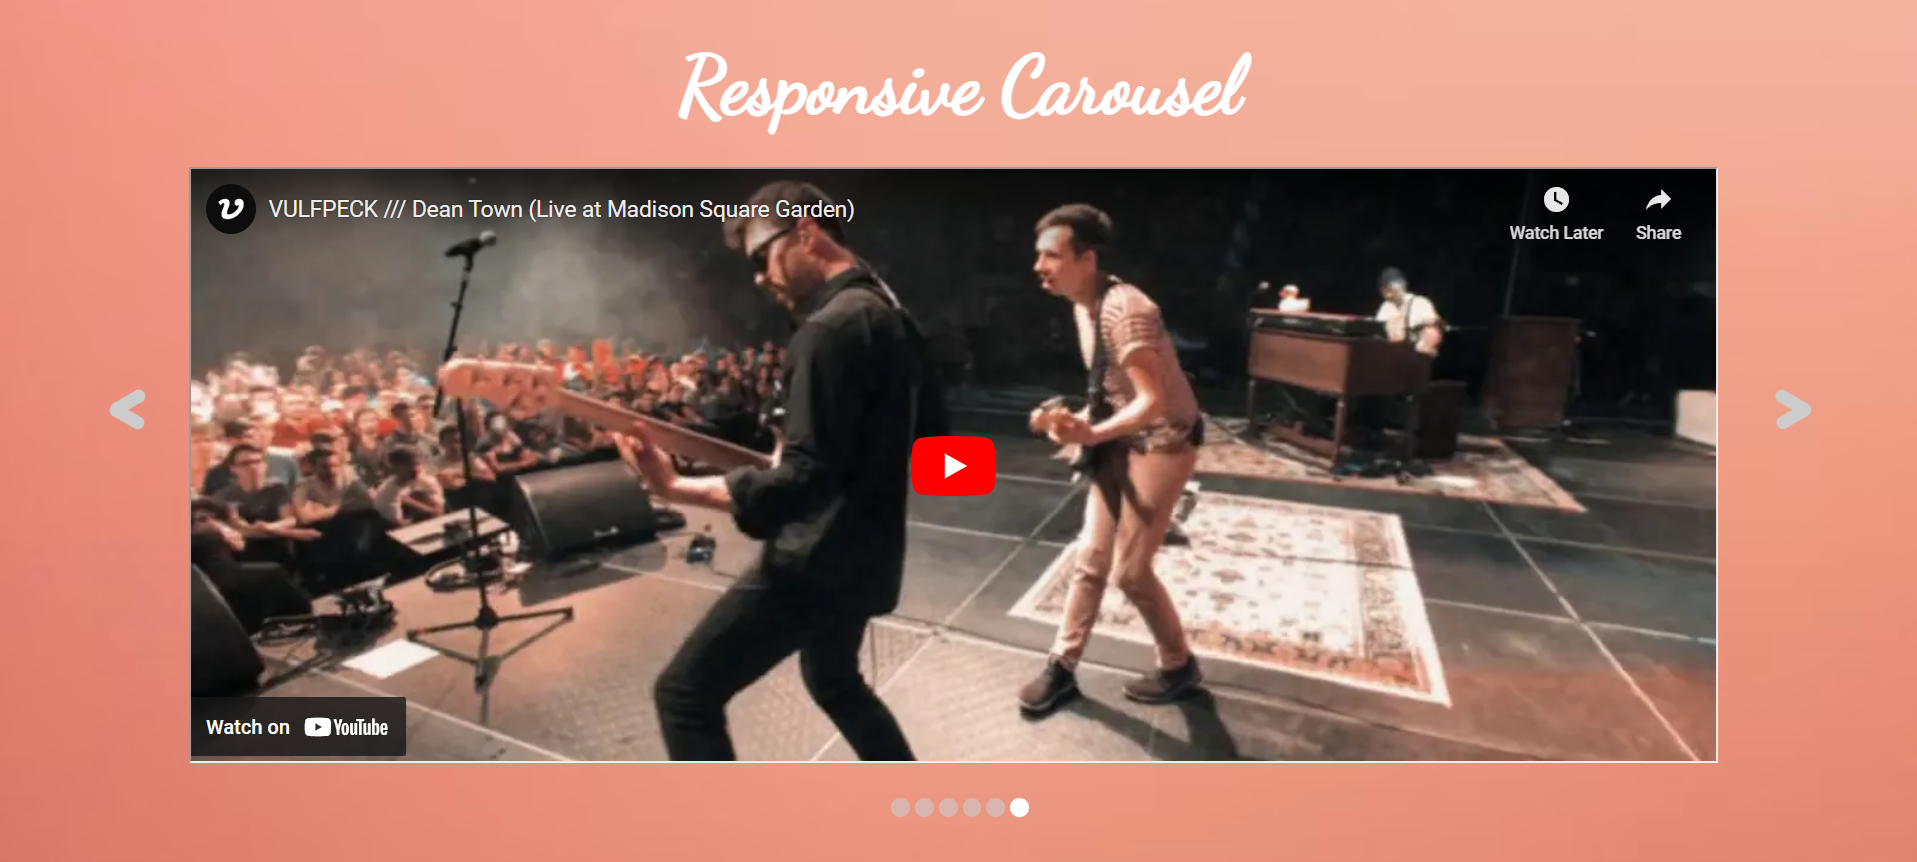 Responsive Carousel
VULFPECK /// Dean Town (Live at Madison Square Garden)
Watch Later
Share
<
>
Watch on YouTube